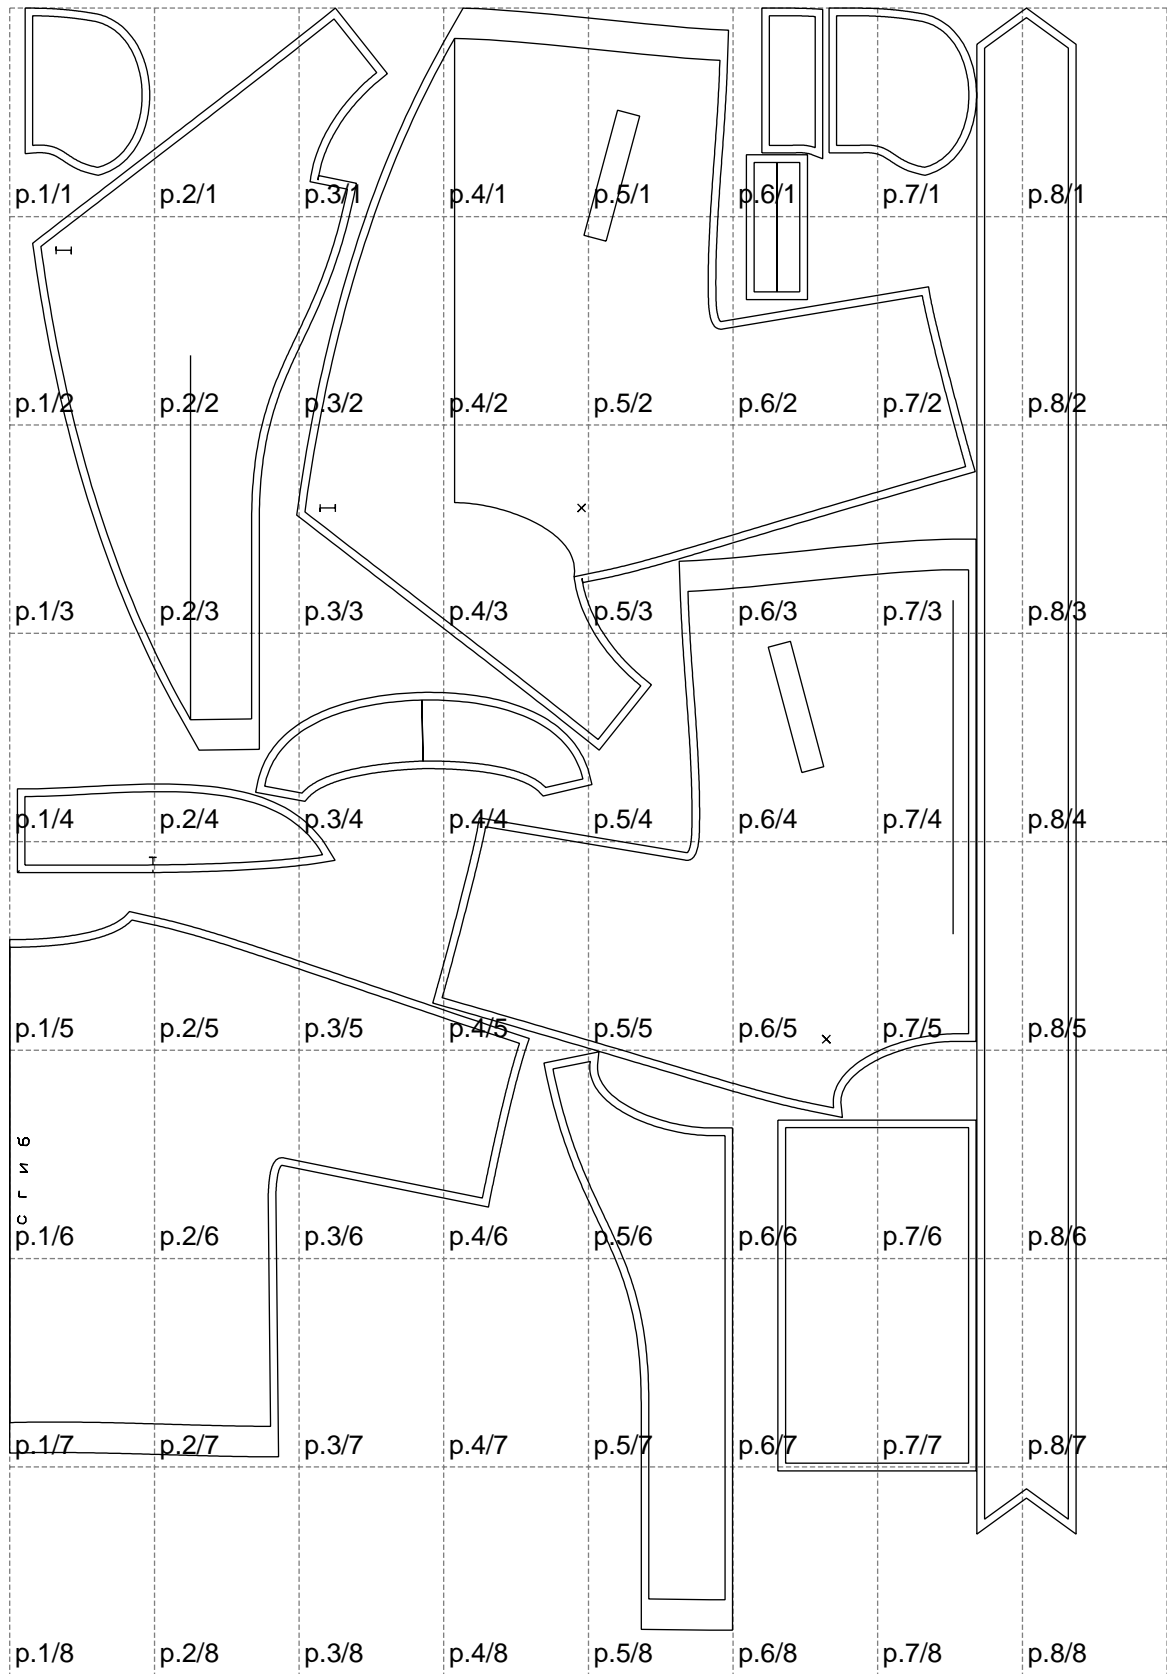 p.1/1 p.2/1 p.3/1 p.4/1 p.5/1 p.6/1 p.7/1 p.8/1
p.1/2 p.2/2 p.3/2 p.4/2 p.5/2 p.6/2 p.7/2 p.8/2
p.1/3 p.2/3 p.3/3 p.4/3 p.5/3 p.6/3 p.7/3 p.8/3
p.1/4 p.2/4 p.3/4 p.4/4 p.5/4 p.6/4 p.7/4 p.8/4
p.1/5 p.2/5 p.3/5 p.4/5 p.5/5 p.6/5 p.7/5 p.8/5
сгиб
p.1/6 p.2/6 p.3/6 p.4/6 p.5/6 p.6/6 p.7/6 p.8/6
p.1/7 p.2/7 p.3/7 p.4/7 p.5/7 p.6/7 p.7/7 p.8/7
p.1/8 p.2/8 p.3/8 p.4/8 p.5/8 p.6/8 p.7/8 p.8/8